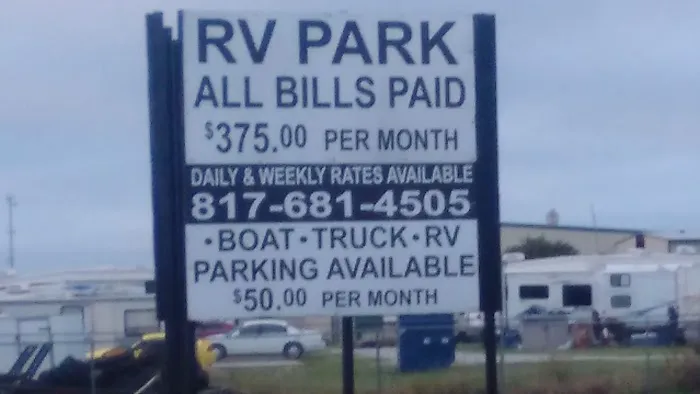 RV PARK
ALL BILLS PAID
$375.00 PER MONTH
DAILY & WEEKLY RATES AVAILABLE
817-681-4505
•BOAT•TRUCK•RV
PARKING AVAILABLE
$50.00 PER MONTH